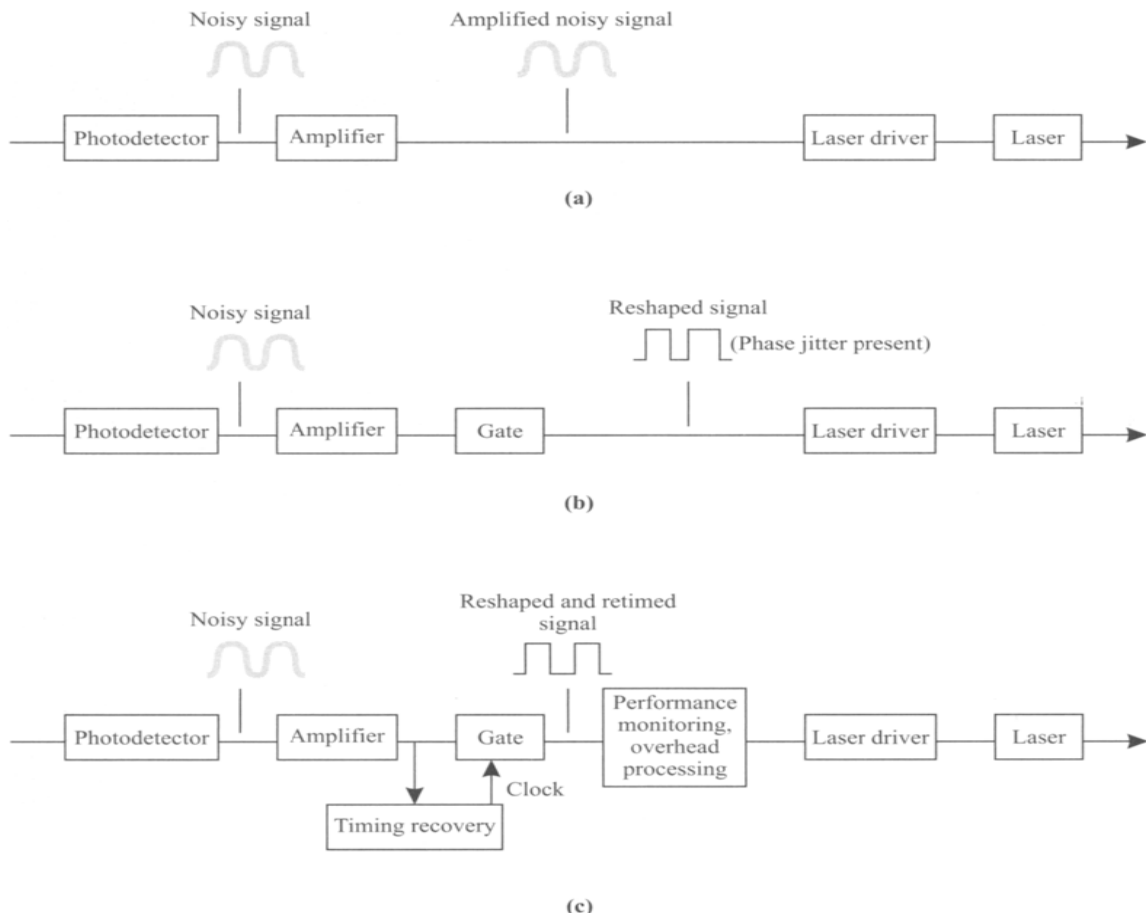 Noisy signal
Amplified noisy signal
Photodetector
Amplifier
Laser driver
Laser
(a)
Noisy signal
Reshaped signal
(Phase jitter present)
Photodetector
Amplifier
Gate
Laser driver
Laser
(b)
Noisy signal
Reshaped and retimed
signal
Photodetector
Amplifier
Gate
Performance
monitoring,
overhead
processing
Laser driver
Laser
Clock
Timing recovery
(c)